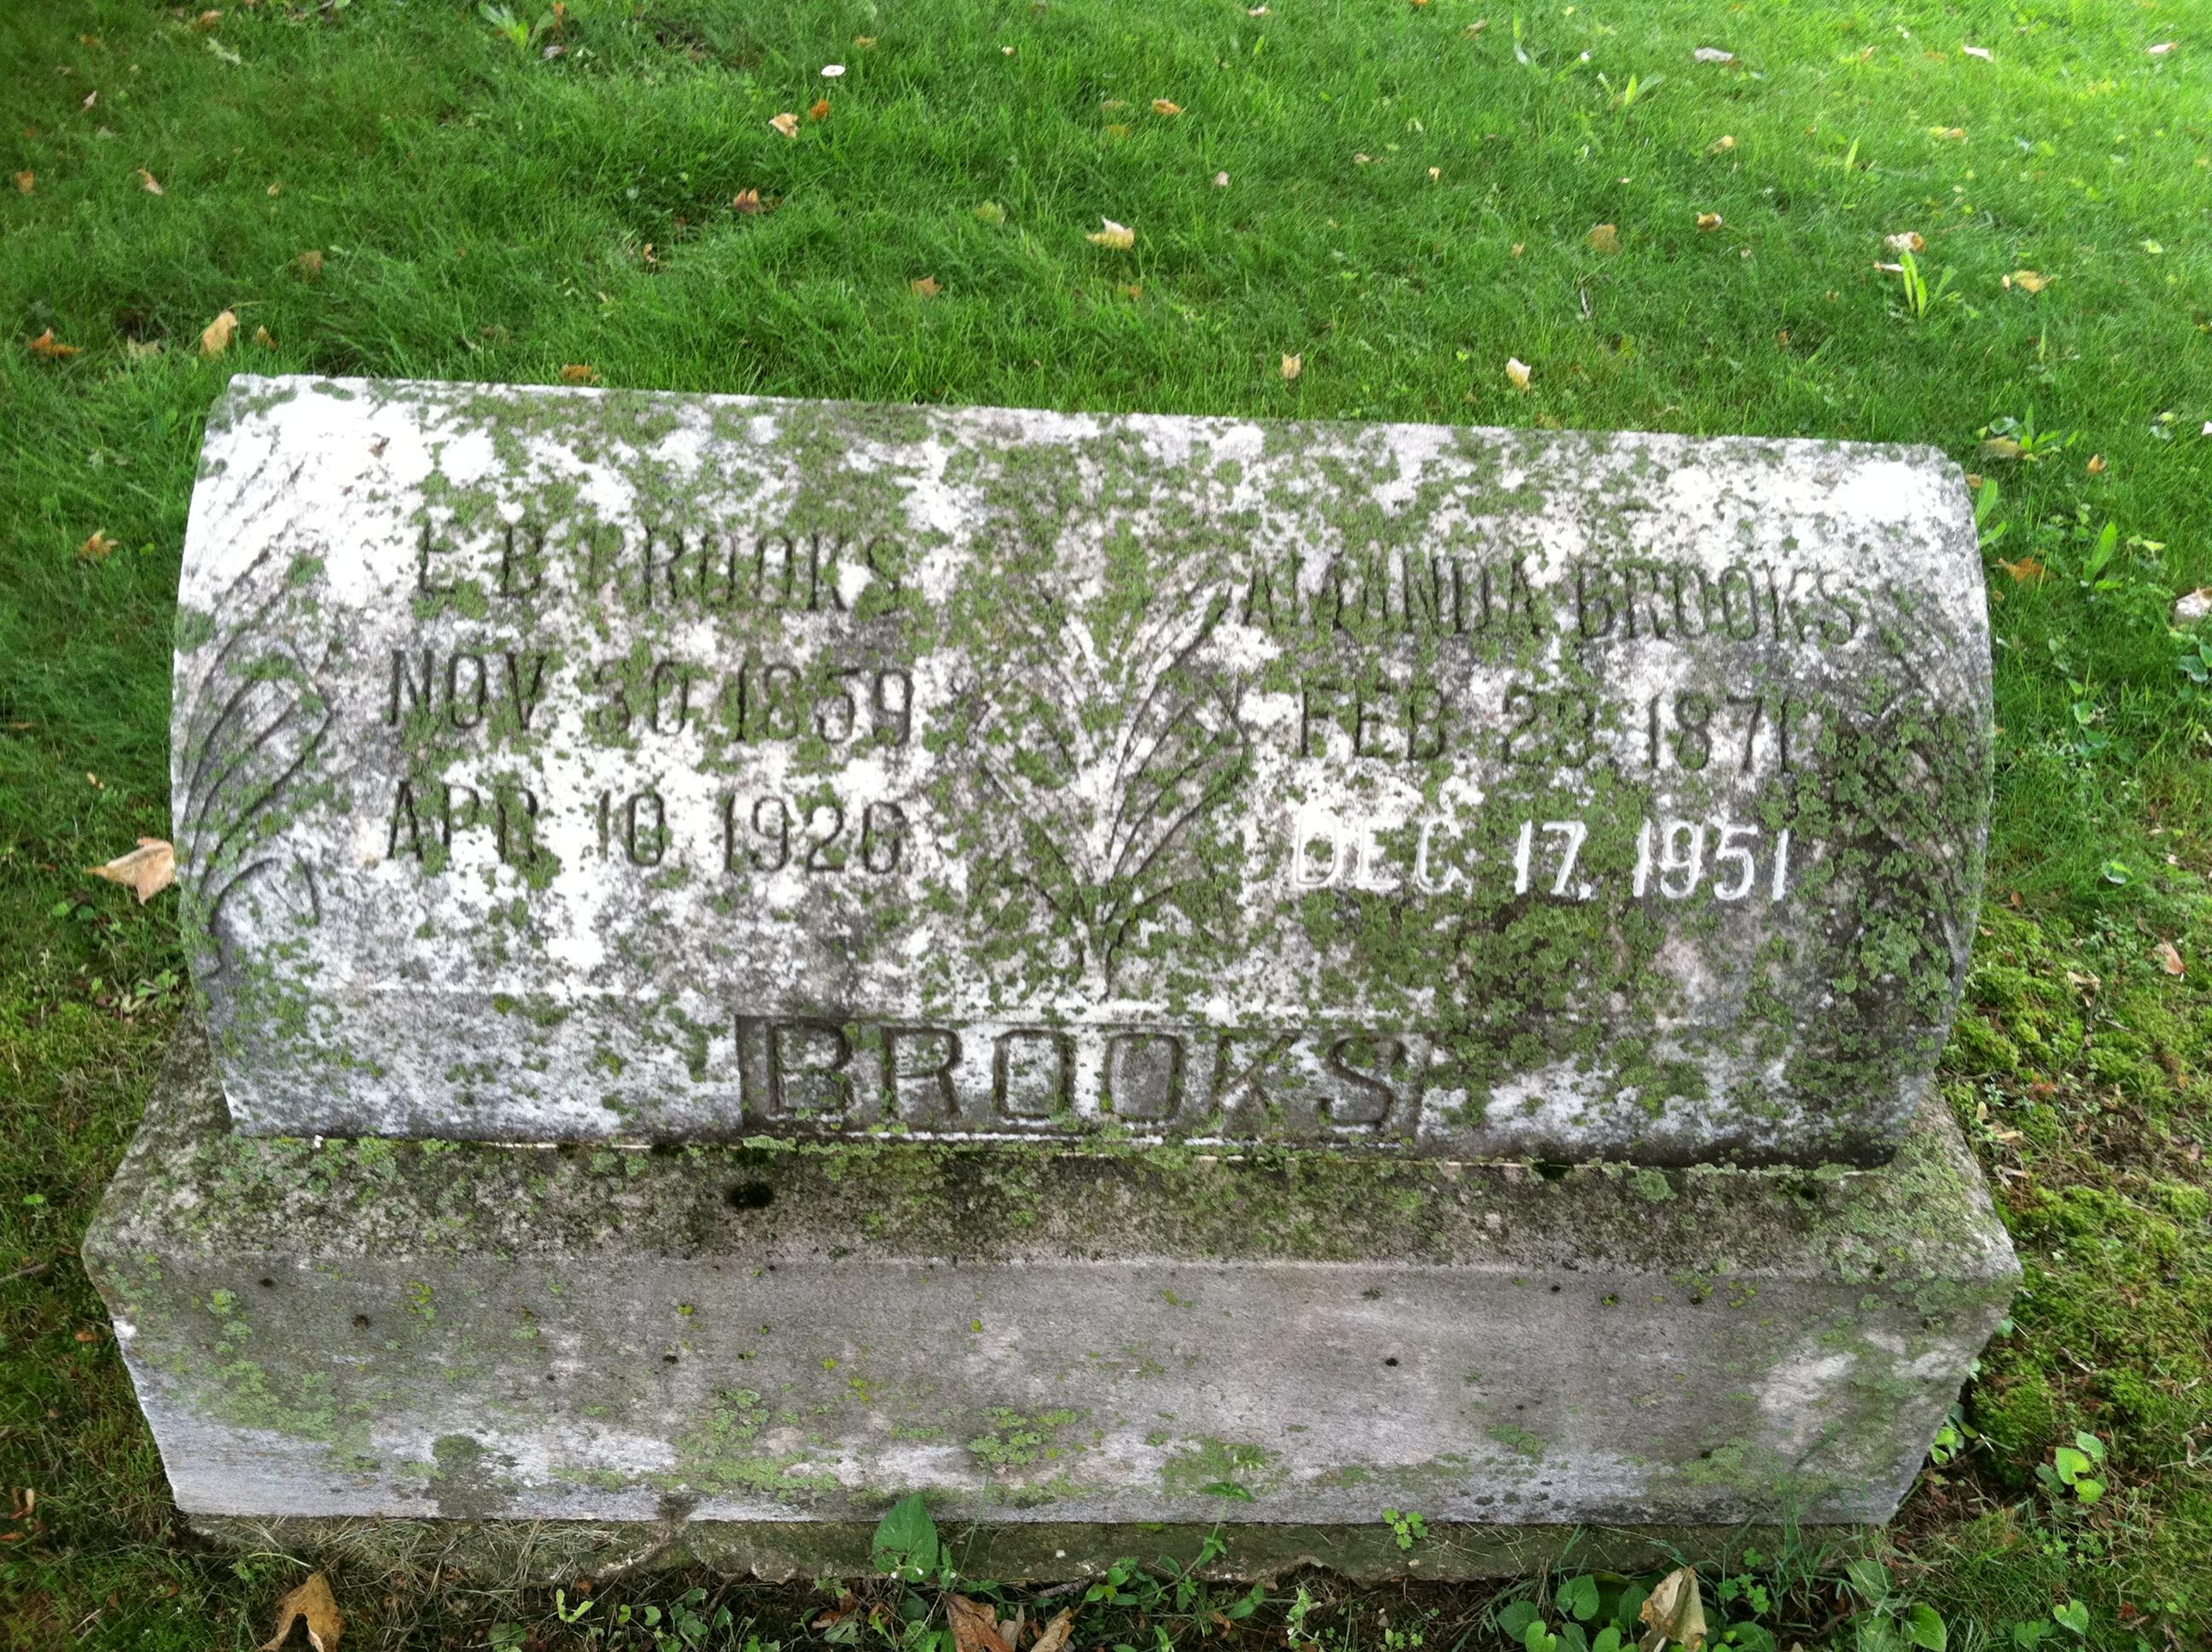 E B BROOKS
NOV 30 1859
APR 10 1926
AMANDA BROOKS
FEB 23 1871
DEC. 17. 1951
BROOKS